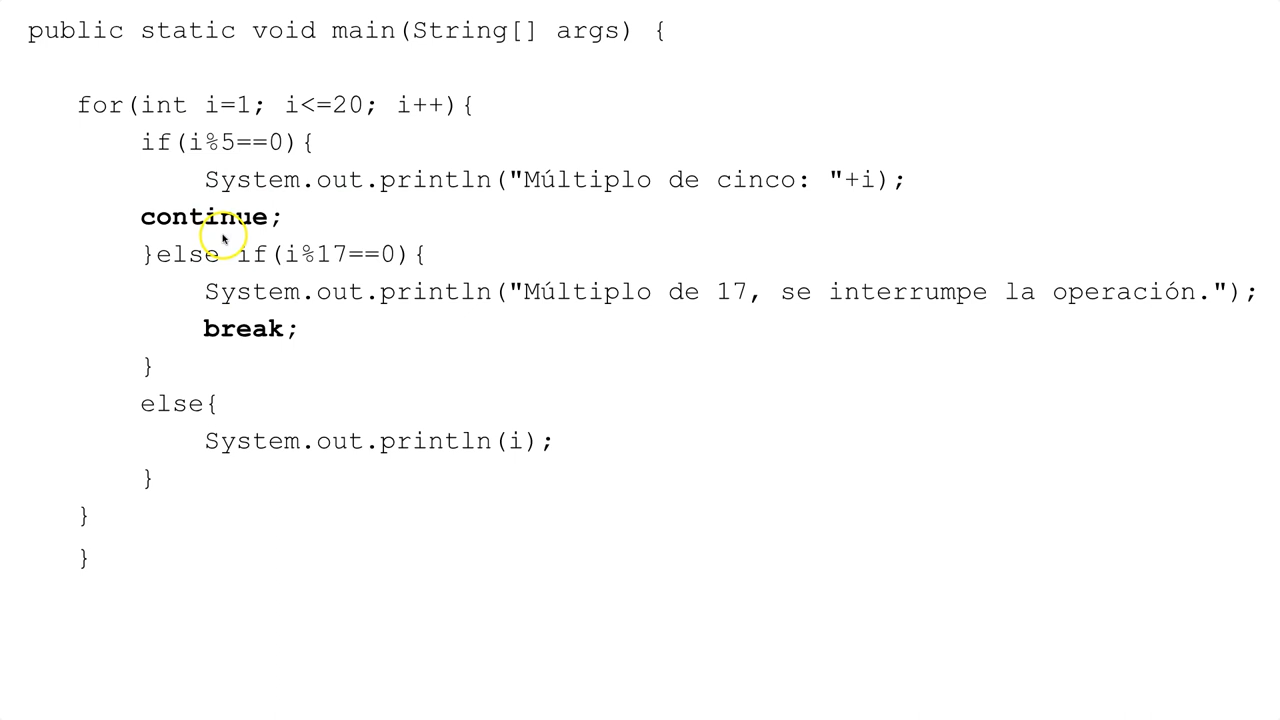 public static void main(String[] args) {
for(int i=1; i<=20; i++){
if(i%5==0){
System.out.println("Múltiplo de cinco: "+i);
continue;
}else if(i%17==0){
System.out.println("Múltiplo de 17, se interrumpe la operación.");
break;
}
else{
System.out.println(i);
}
}
}